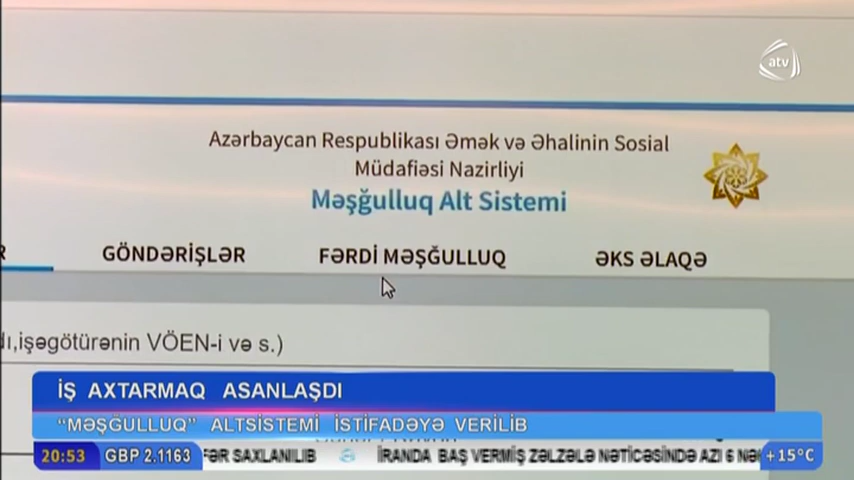 atv
Azərbaycan Respublikası Əmək və Əhalinin Sosial
Müdafiəsi Nazirliyi
Məşğulluq Alt Sistemi
GÖNDƏRİŞLƏR FƏRDİ MƏŞĞULLUQ ƏKS ƏLAQƏ
işəgötürənin VÖEN-i və s.)
İŞ AXTARMAQ ASANLAŞDI
"MƏŞĞULLUQ" ALTSİSTEMİ İSTİFADƏYƏ VERİLİB
20:53 GBP 2.1163 SAXLANILIB İRANDA BAŞ VERMİŞ ZƏLZƏLƏ NƏTİCƏSİNDƏ AZI 6 +15°C